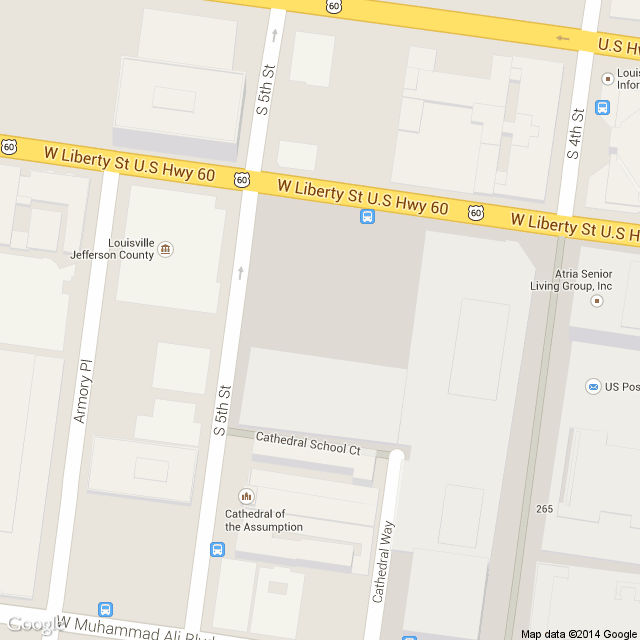 60
U.S Hw
S 5th St
Louis
Infor
S 4th St
60
W Liberty St U.S Hwy 60
60
W Liberty St U.S Hwy 60
60
W Liberty St U.S H
Louisville
Jefferson County
Atria Senior
Living Group, Inc
Armory Pl
S 5th St
US Pos
Cathedral School Ct
Cathedral of
the Assumption
265
Cathedral Way
W Muhammad Ali Blvd
Google
Map data ©2014 Google